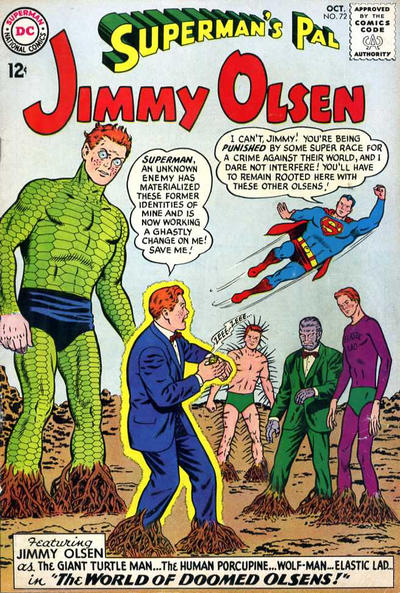 SUPERMAN
DC
NATIONAL COMICS
12¢
SUPERMAN'S PAL
JIMMY OLSEN
OCT.
NO. 72
APPROVED
BY THE
COMICS
CODE
AUTHORITY
SUPERMAN,
AN UNKNOWN
ENEMY HAS
MATERIALIZED
THESE FORMER
IDENTITIES OF
MINE AND IS
NOW WORKING
A GHASTLY
CHANGE ON ME!
SAVE ME!
I CAN'T, JIMMY! YOU'RE BEING
PUNISHED BY SOME SUPER RACE FOR
A CRIME AGAINST THEIR WORLD, AND I
DARE NOT INTERFERE! YOU'LL HAVE
TO REMAIN ROOTED HERE WITH
THESE OTHER OLSENS!
S
LAD
Featuring
JIMMY OLSEN
as THE GIANT TURTLE MAN...THE HUMAN PORCUPINE...WOLF-MAN...ELASTIC LAD...
in "THE WORLD OF DOOMED OLSENS!"